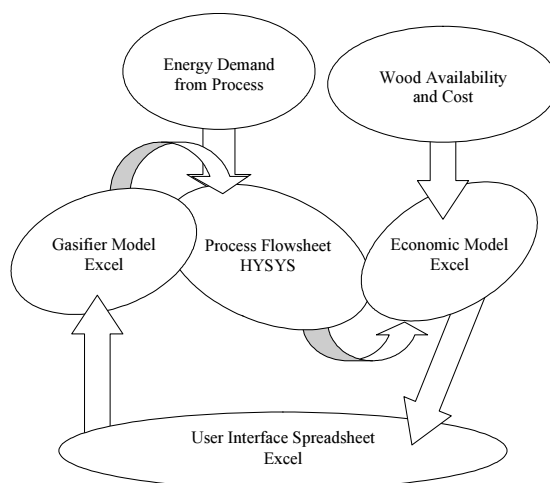 Energy Demand
from Process
Wood Availability
and Cost
Gasifier Model
Excel
Process Flowsheet
HYSYS
Economic Model
Excel
User Interface Spreadsheet
Excel